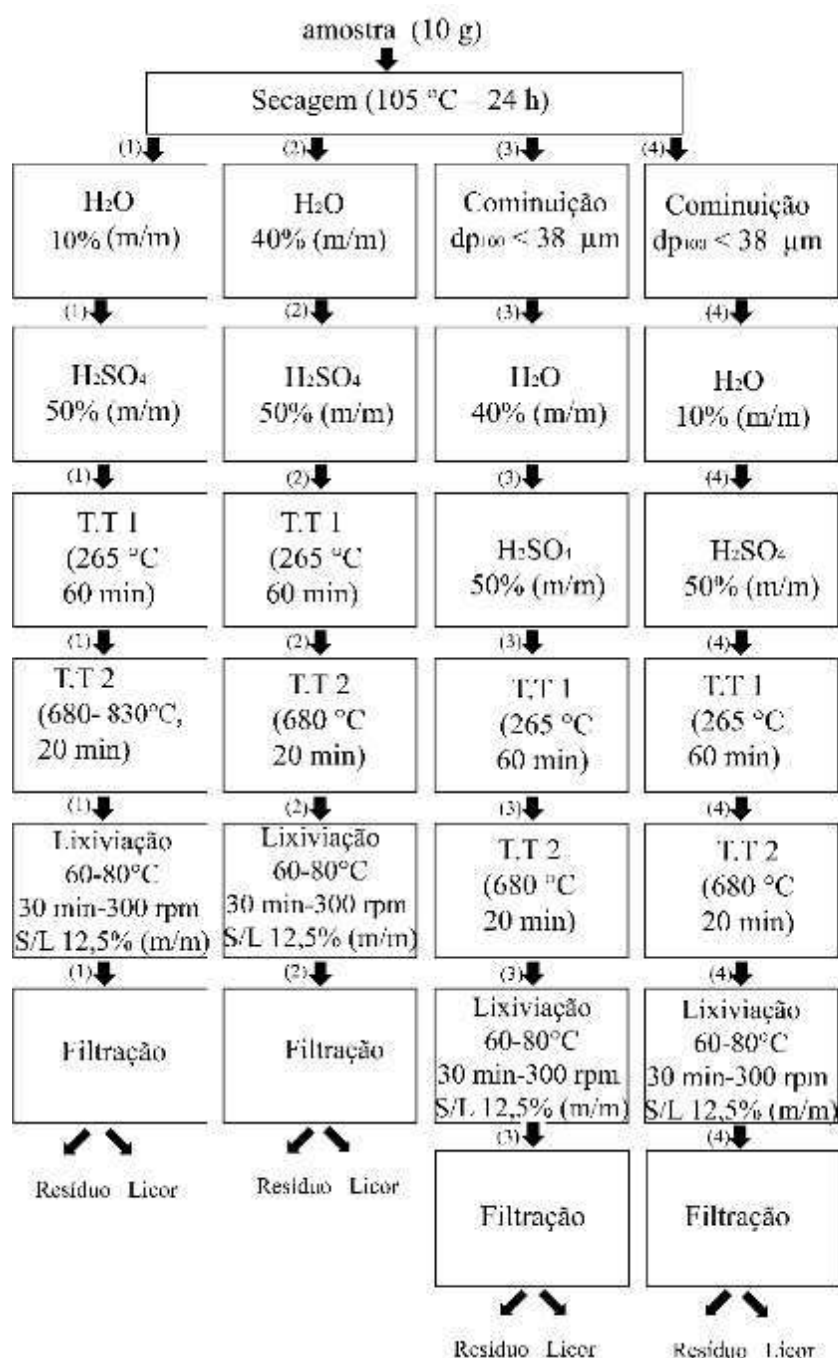 amostra (10 g)
Secagem (105 °C – 24 h)
(1)
(2)
(3)
(4)
H₂O
10% (m/m)
H₂O
40% (m/m)
Cominuição
dp₁₀₀ < 38 µm
Cominuição
dp₁₀₀ < 38 µm
(1)
(2)
(3)
(4)
H₂SO₄
50% (m/m)
H₂SO₄
50% (m/m)
H₂O
40% (m/m)
H₂O
10% (m/m)
(1)
(2)
(3)
(4)
T.T 1
(265 °C
60 min)
T.T 1
(265 °C
60 min)
H₂SO₄
50% (m/m)
H₂SO₄
50% (m/m)
(1)
(2)
(3)
(4)
T.T 2
(680- 830°C,
20 min)
T.T 2
(680 °C
20 min)
T.T 1
(265 °C
60 min)
T.T 1
(265 °C
60 min)
(1)
(2)
(3)
(4)
Lixiviação
60-80°C
30 min-300 rpm
S/L 12,5% (m/m)
Lixiviação
60-80°C
30 min-300 rpm
S/L 12,5% (m/m)
T.T 2
(680 °C
20 min)
T.T 2
(680 °C
20 min)
(1)
(2)
(3)
(4)
Filtração
Filtração
Lixiviação
60-80°C
30 min-300 rpm
S/L 12,5% (m/m)
Lixiviação
60-80°C
30 min-300 rpm
S/L 12,5% (m/m)
(3)
(4)
Resíduo Licor
Resíduo Licor
Filtração
Filtração
Resíduo Licor
Resíduo Licor